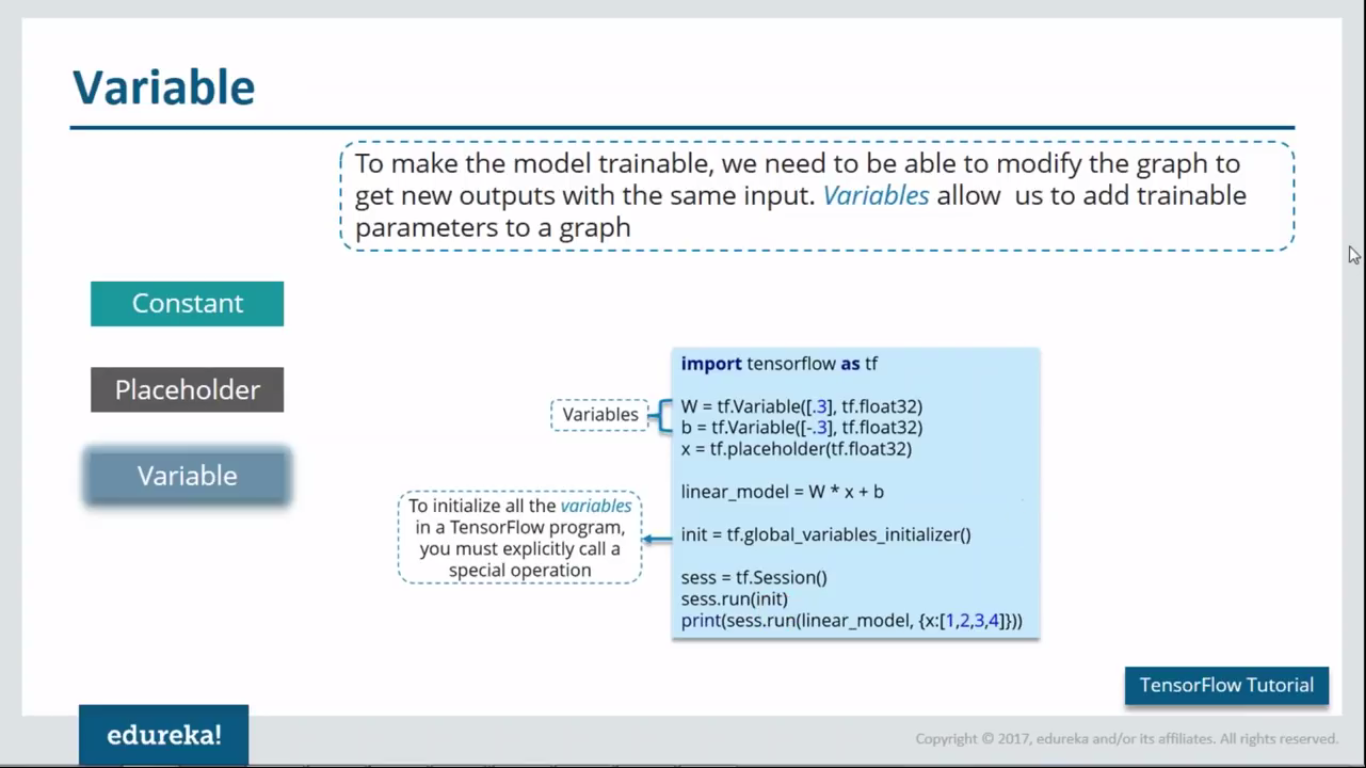 Variable
To make the model trainable, we need to be able to modify the graph to
get new outputs with the same input. Variables allow us to add trainable
parameters to a graph
Constant
Placeholder
Variable
Variables
To initialize all the variables
in a TensorFlow program,
you must explicitly call a
special operation
import tensorflow as tf
W = tf.Variable([.3], tf.float32)
b = tf.Variable([-.3], tf.float32)
x = tf.placeholder(tf.float32)
linear_model = W * x + b
init = tf.global_variables_initializer()
sess = tf.Session()
sess.run(init)
print(sess.run(linear_model, {x:[1,2,3,4]}))
TensorFlow Tutorial
edureka!
Copyright © 2017, edureka and/or its affiliates. All rights reserved.